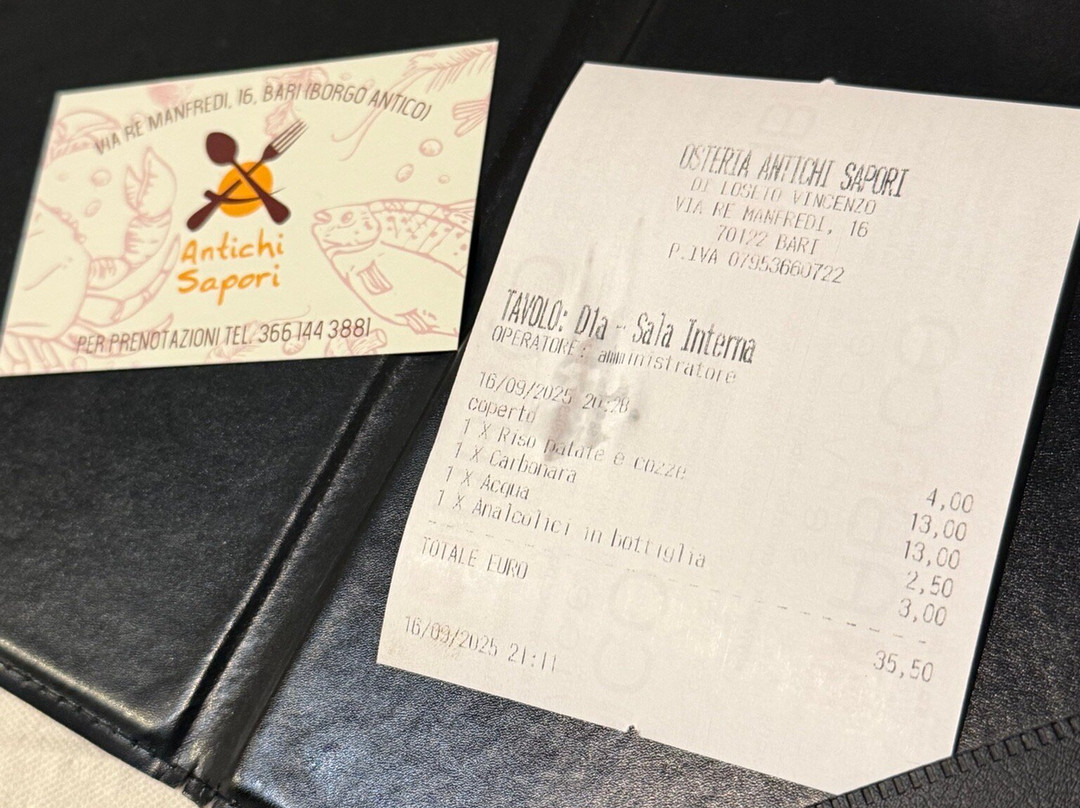 VIA RE MANFREDI, 16, BARI (BORGO ANTICO)
Antichi
Sapori
PER PRENOTAZIONI TEL. 366 144 3881
OSTERIA ANTICHI SAPORI
DI LOSETO VINCENZO
VIA RE MANFREDI, 16
70122 BARI
P.IVA 07953660722
TAVOLO: D1a - Sala Interna
OPERATORE: amministratore
16/09/2025 20:28
coperto 4,00
1 X Riso patate e cozze 13,00
1 X Carbonara 13,00
1 X Acqua 2,50
1 X Analcolici in bottiglia 3,00
TOTALE EURO 35,50
16/09/2025 21:11